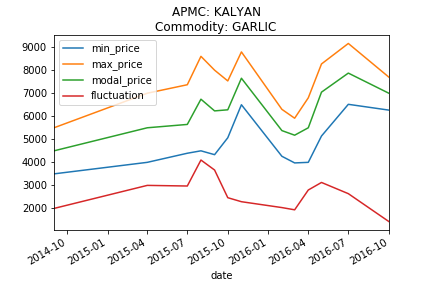 APMC: KALYAN
Commodity: GARLIC
9000
8000
7000
6000
5000
4000
3000
2000
min_price
max_price
modal_price
fluctuation
2014-10
2015-01
2015-04
2015-07
2015-10
2016-01
2016-04
2016-07
2016-10
date